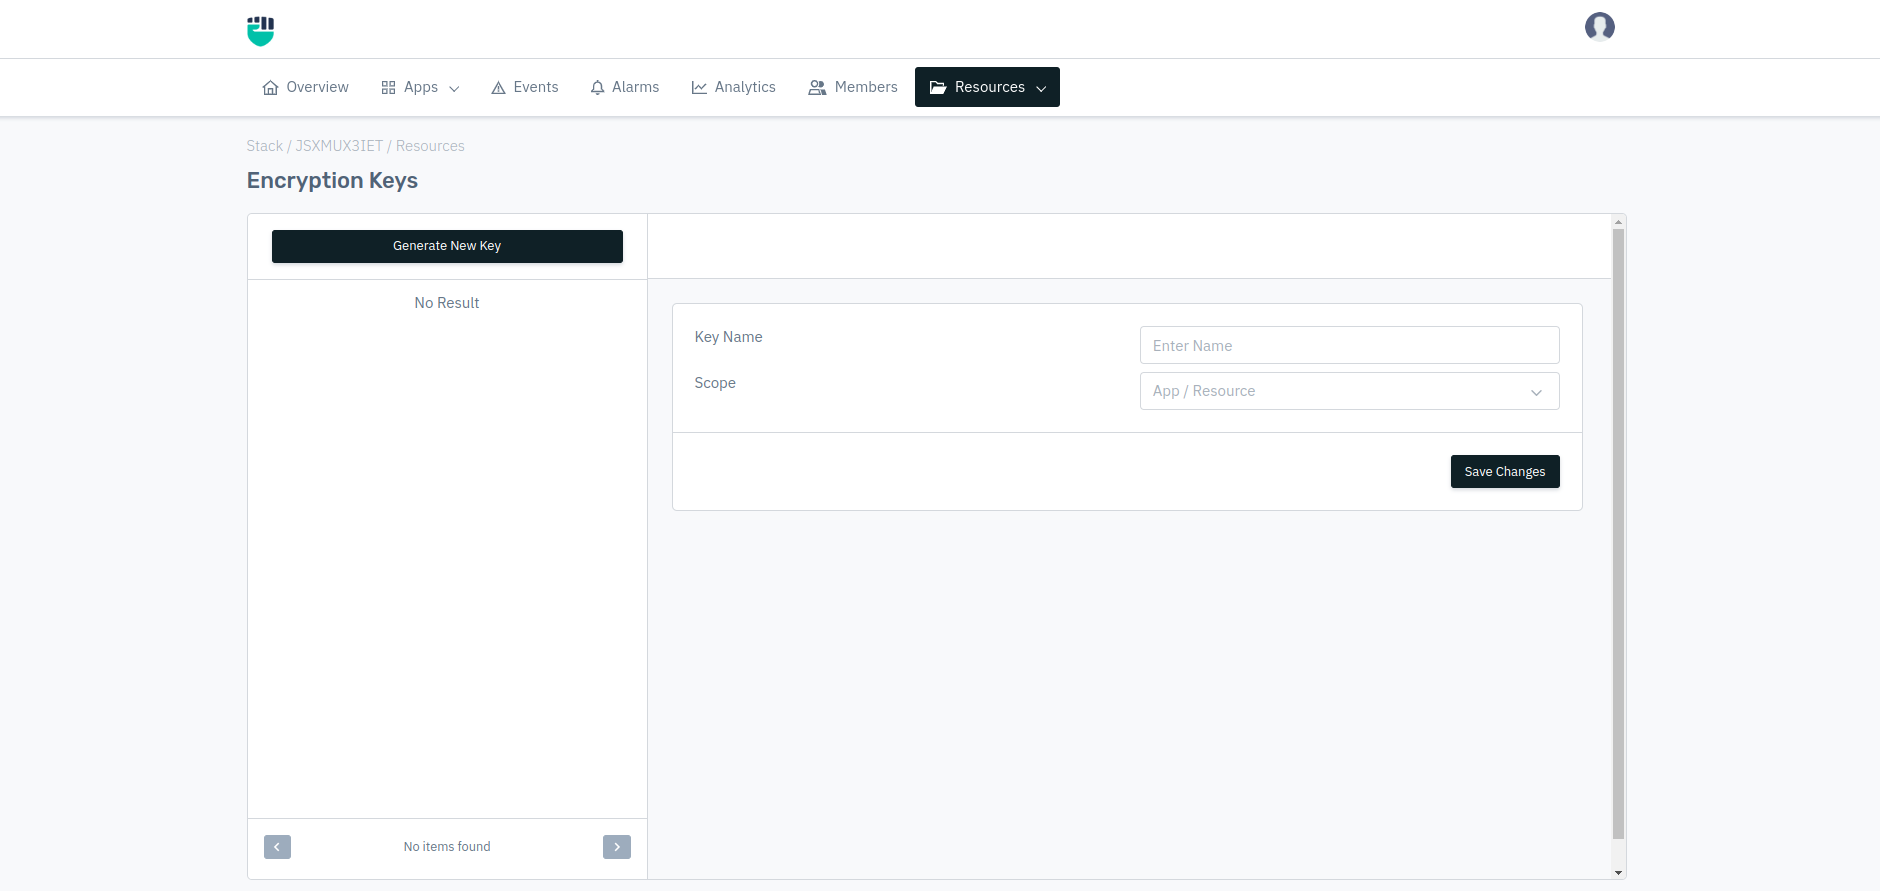 Overview Apps Events Alarms Analytics Members Resources
Stack / JSXMUX3IET / Resources
Encryption Keys
Generate New Key
No Result
Key Name
Enter Name
Scope
App / Resource
Save Changes
No items found